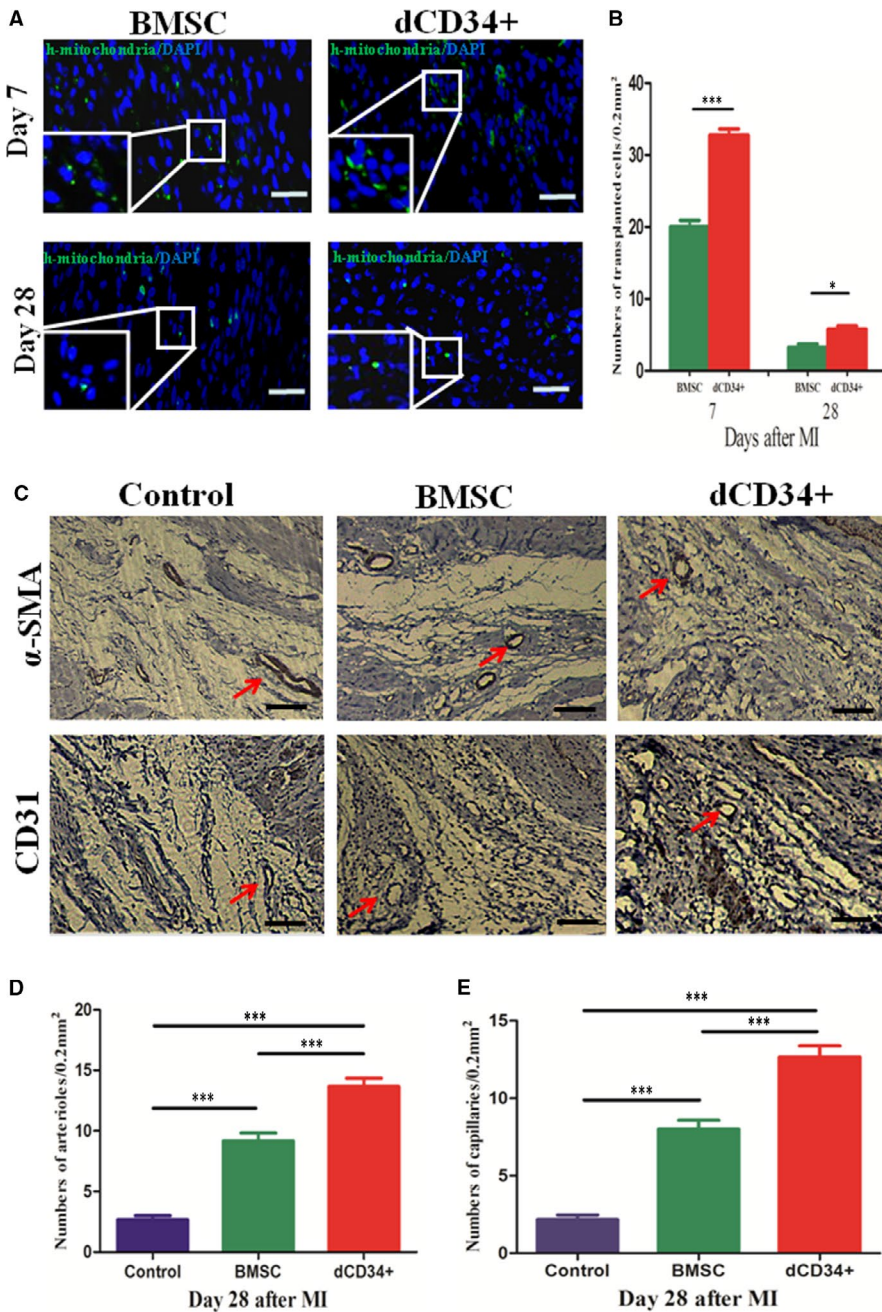 A
BMSC
dCD34+
Day 7
h-mitochondria/DAPI
h-mitochondria/DAPI
Day 28
h-mitochondria/DAPI
h-mitochondria/DAPI
B
Numbers of transplanted cells/0.2mm²
40
30
20
10
0
***
*
BMSC dCD34+ BMSC dCD34+
7 28
Days after MI
C
Control
BMSC
dCD34+
α-SMA
CD31
D
Numbers of arterioles/0.2mm²
20
15
10
5
0
***
***
***
Control BMSC dCD34+
Day 28 after MI
E
Numbers of capillaries/0.2mm²
15
10
5
0
***
***
***
Control BMSC dCD34+
Day 28 after MI